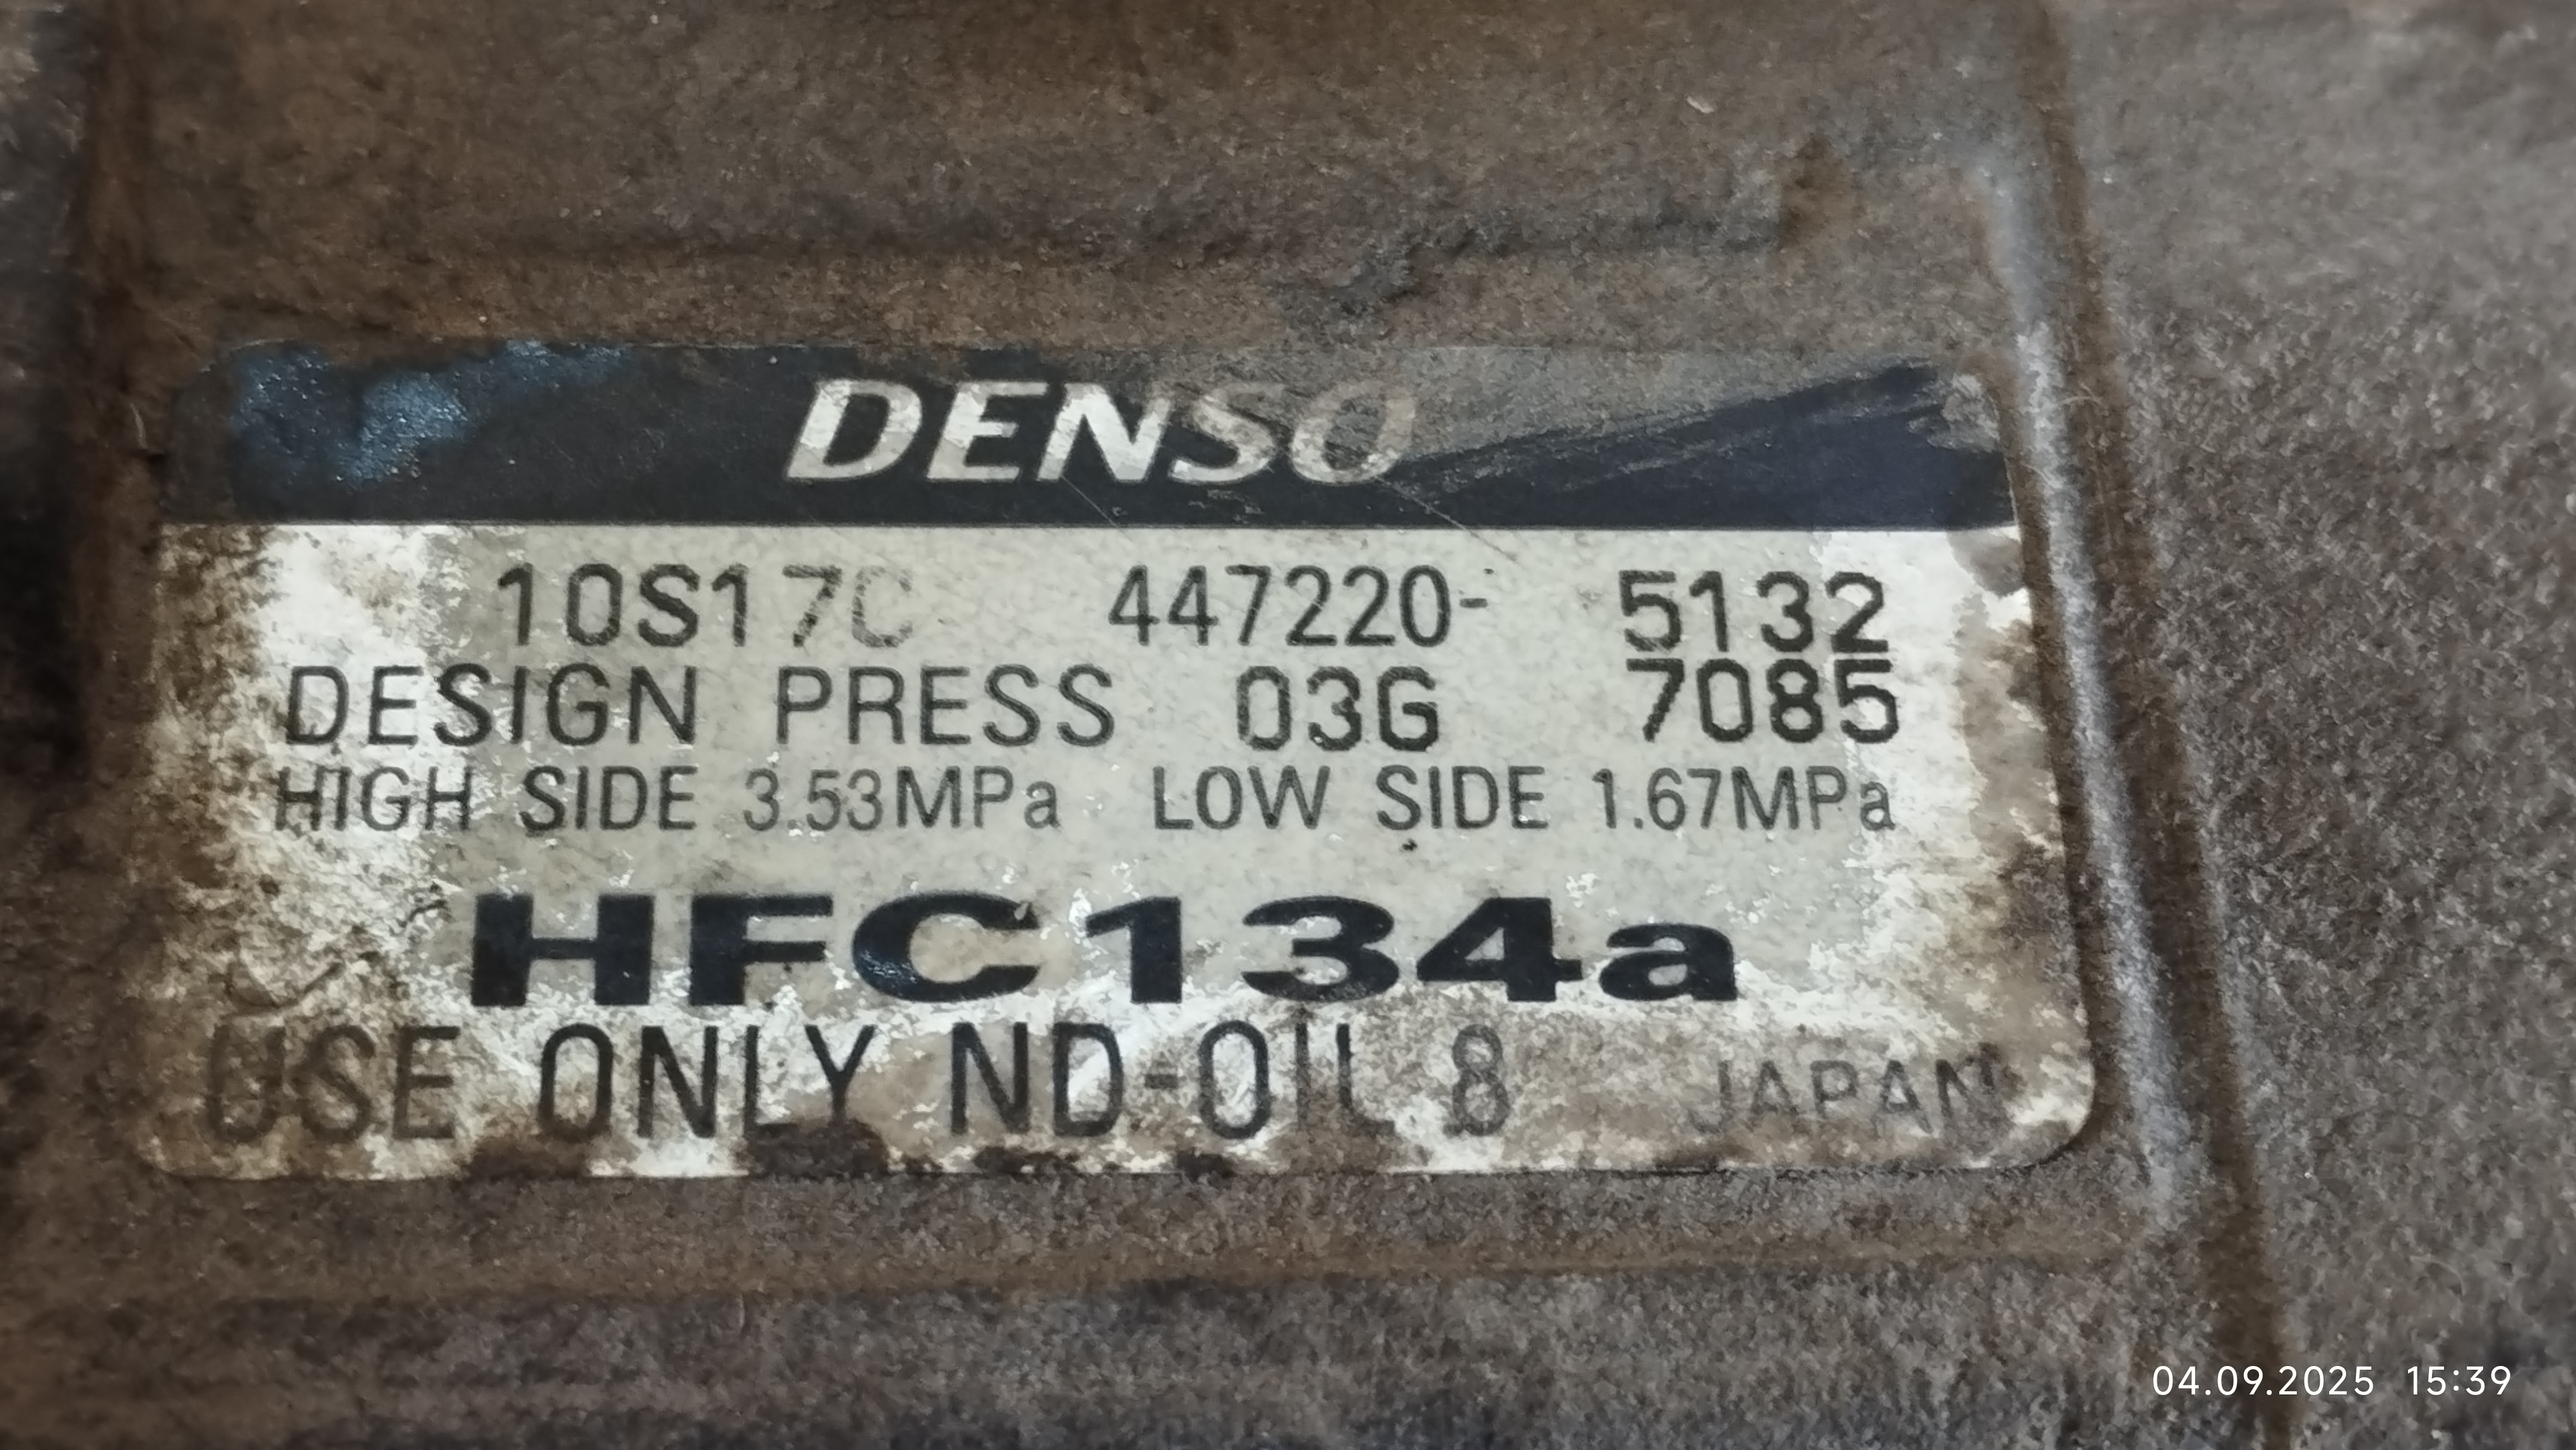 DENSO
10S17C 447220- 5132
DESIGN PRESS 03G 7085
HIGH SIDE 3.53MPa LOW SIDE 1.67MPa
HFC134a
USE ONLY ND-OIL 8 JAPAN
04.09.2025 15:39